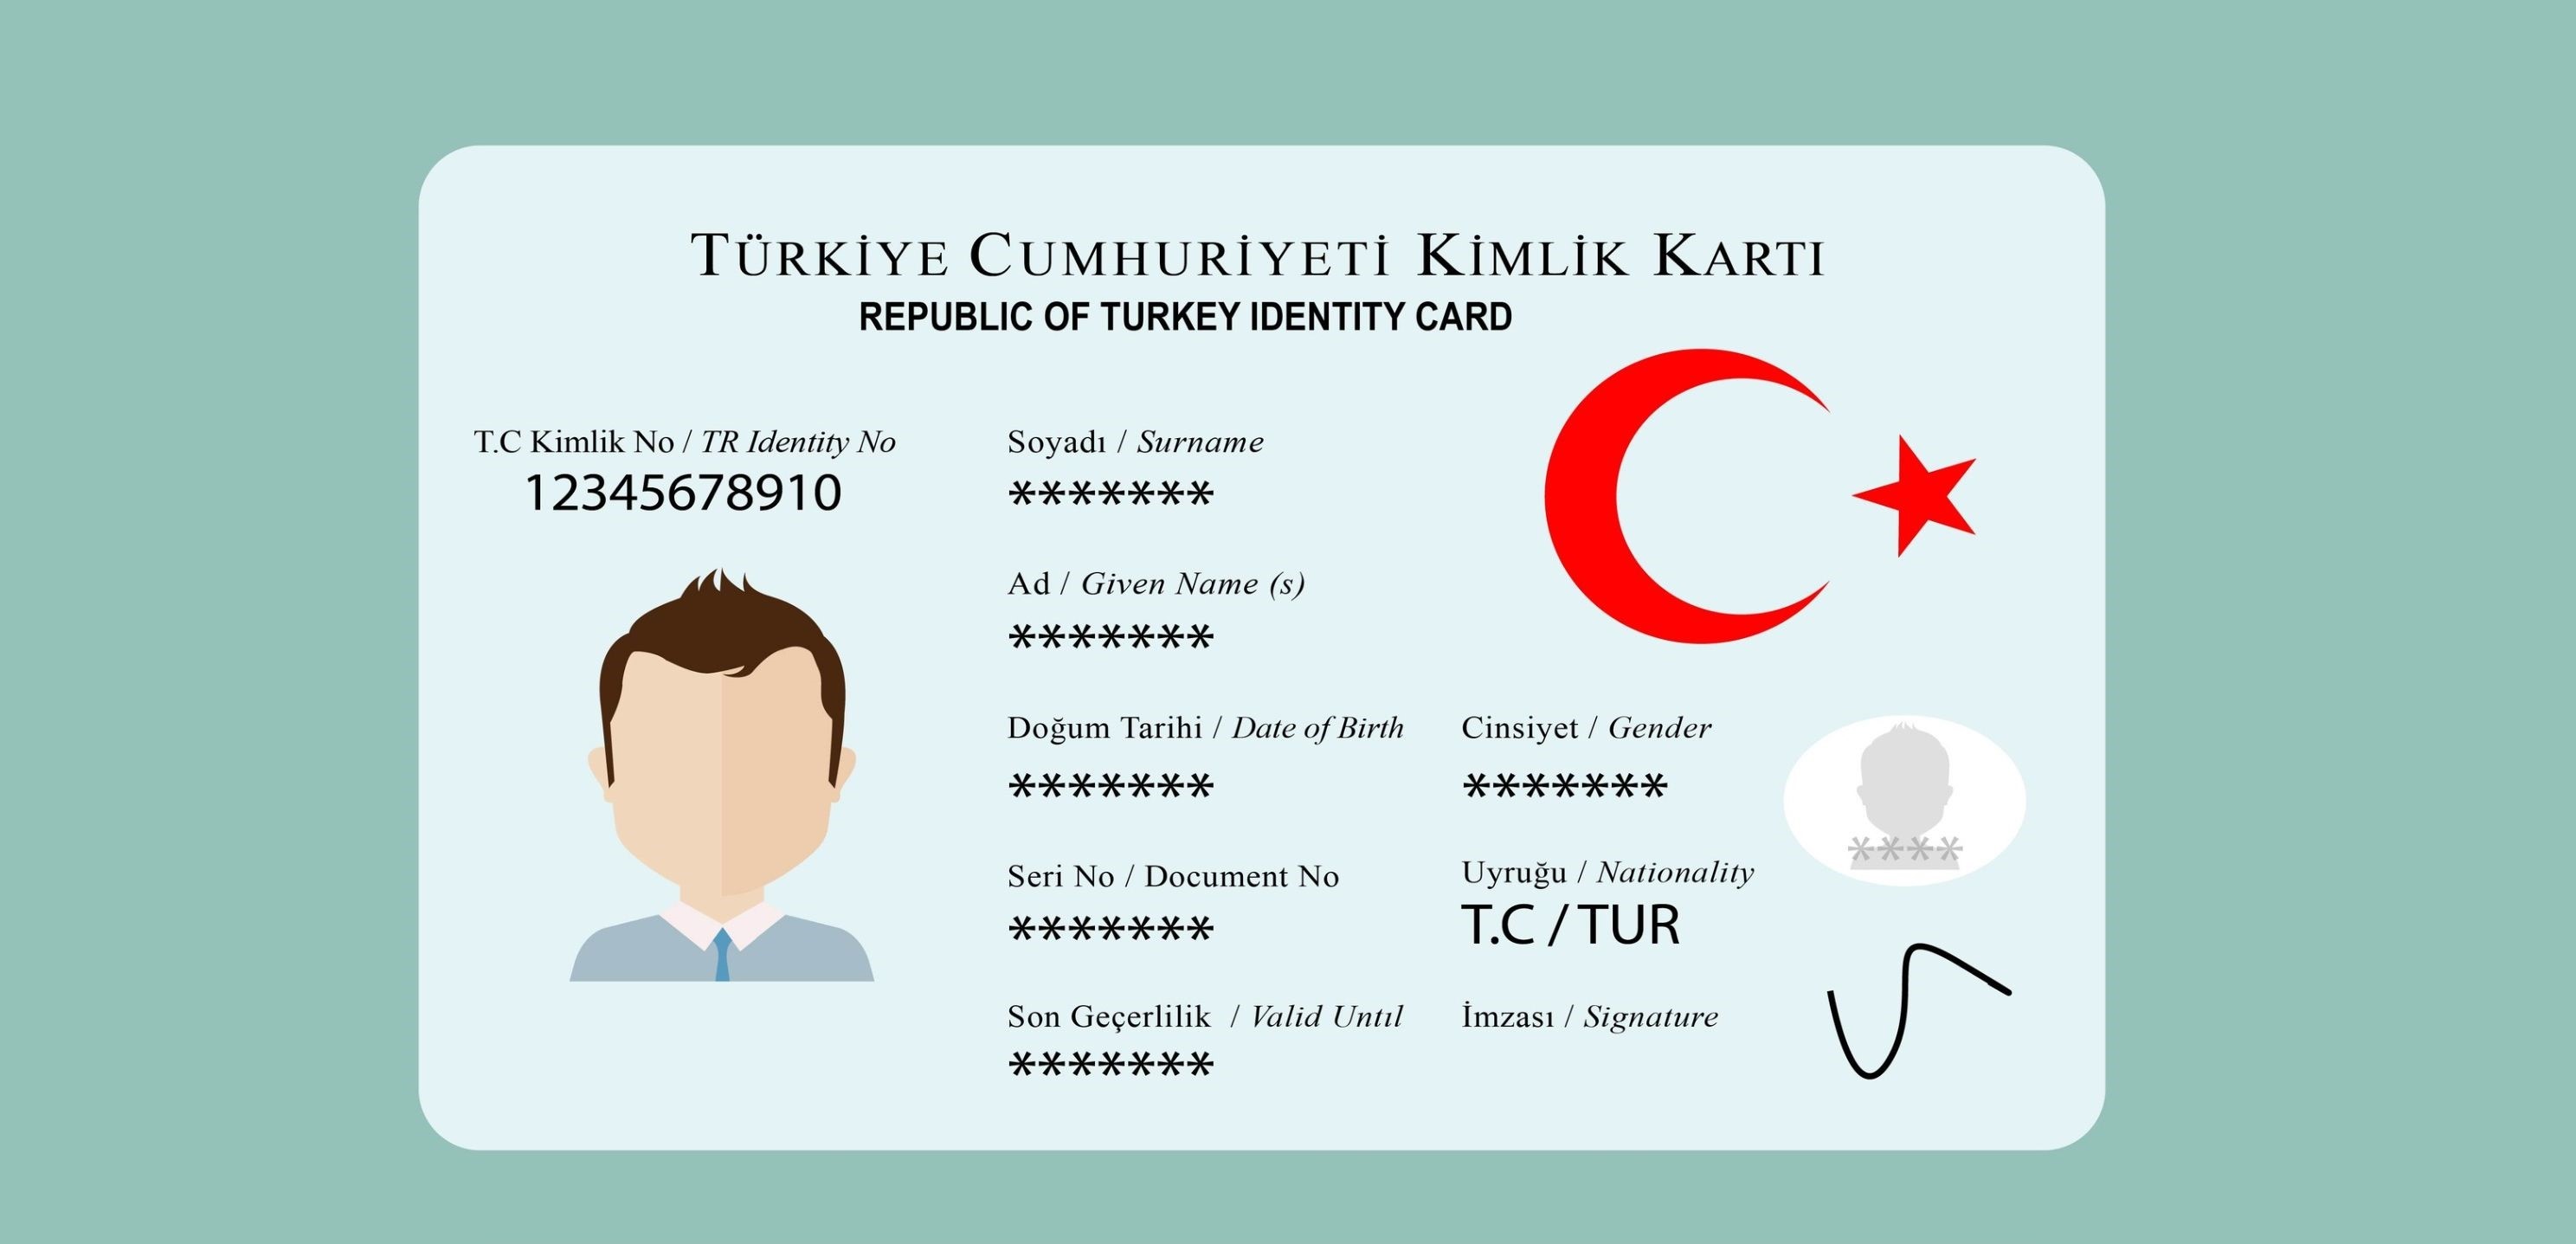 TÜRKİYE CUMHURİYETİ KİMLİK KARTI
REPUBLIC OF TURKEY IDENTITY CARD
T.C Kimlik No / TR Identity No
12345678910
Soyadı / Surname
*******
Ad / Given Name (s)
*******
Doğum Tarihi / Date of Birth
*******
Cinsiyet / Gender
*******
Seri No / Document No
*******
Uyruğu / Nationality
T.C / TUR
****
Son Geçerlilik / Valid Untıl
*******
İmzası / Signature